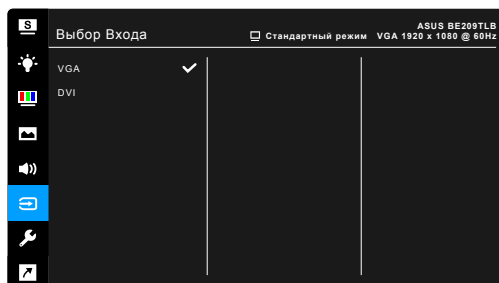 S
ASUS BE209TLB
Выбор Входа
Стандартный режим VGA 1920 x 1080 @ 60Hz
VGA
DVI